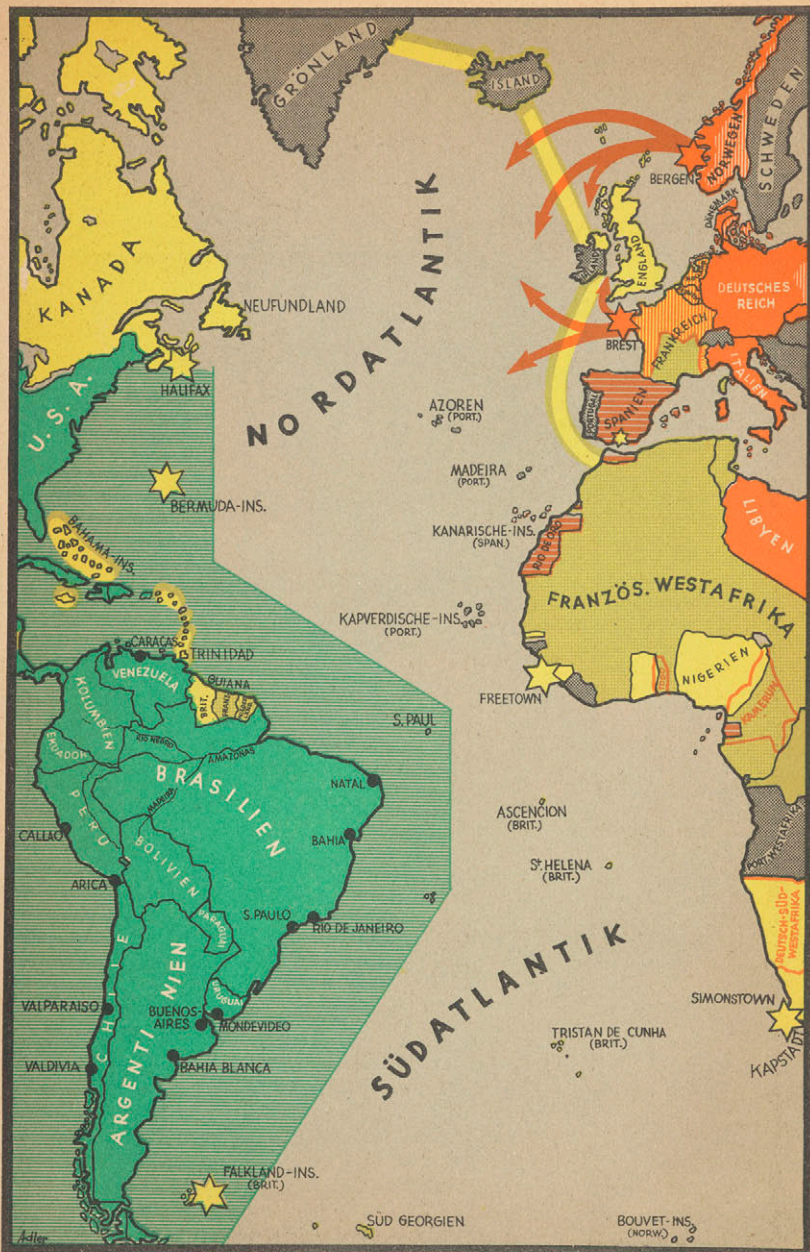 GRÖNLAND
ISLAND
NORWEGEN
SCHWEDEN
BERGEN
DÄNEMARK
ENGLAND
DEUTSCHES
REICH
KANADA
NEUFUNDLAND
HALIFAX
U.S.A.
NORDATLANTIK
BREST
FRANKREICH
ITALIEN
PORTUGAL
SPANIEN
AZOREN
(PORT.)
MADEIRA
(PORT.)
BERMUDA-INS.
BAHAMA-INS.
KANARISCHE-INS.
(SPAN.)
RIO DE ORO
LIBYEN
FRANZÖS. WESTAFRIKA
KAPVERDISCHE-INS.
(PORT.)
CARACAS
TRINIDAD
VENEZUELA
GUIANA
BRIT.
KOLUMBIEN
FREETOWN
NIGERIEN
KAMERUN
S. PAUL
ECUADOR
RIO NEGRO
AMAZONAS
BRASILIEN
NATAL
MADEIRA
PERU
CALLAO
BAHIA
ASCENCION
(BRIT.)
BOLIVIEN
St. HELENA
(BRIT.)
PORT. WESTAFRIKA
ARICA
PARAGUAI
S. PAULO
RIO DE JANEIRO
DEUTSCH-SÜD-
WESTAFRIKA
SÜDATLANTIK
CHILE
ARGENTINIEN
URUGUAI
VALPARAISO
BUENOS-
AIRES
MONDEVIDEO
SIMONSTOWN
KAPSTADT
TRISTAN DE CUNHA
(BRIT.)
VALDIVIA
BAHIA BLANCA
FALKLAND-INS.
(BRIT.)
SÜD GEORGIEN
BOUVET-INS.
(NORW.)
Adler